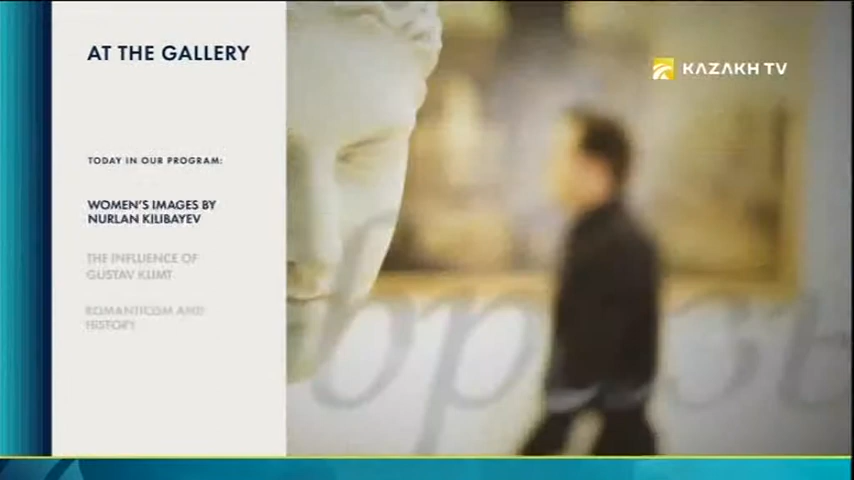 AT THE GALLERY
KAZAKH TV
TODAY IN OUR PROGRAM:
WOMEN'S IMAGES BY
NURLAN KILIBAYEV
THE INFLUENCE OF
GUSTAV KLIMT
ROMANTICISM AND
HISTORY